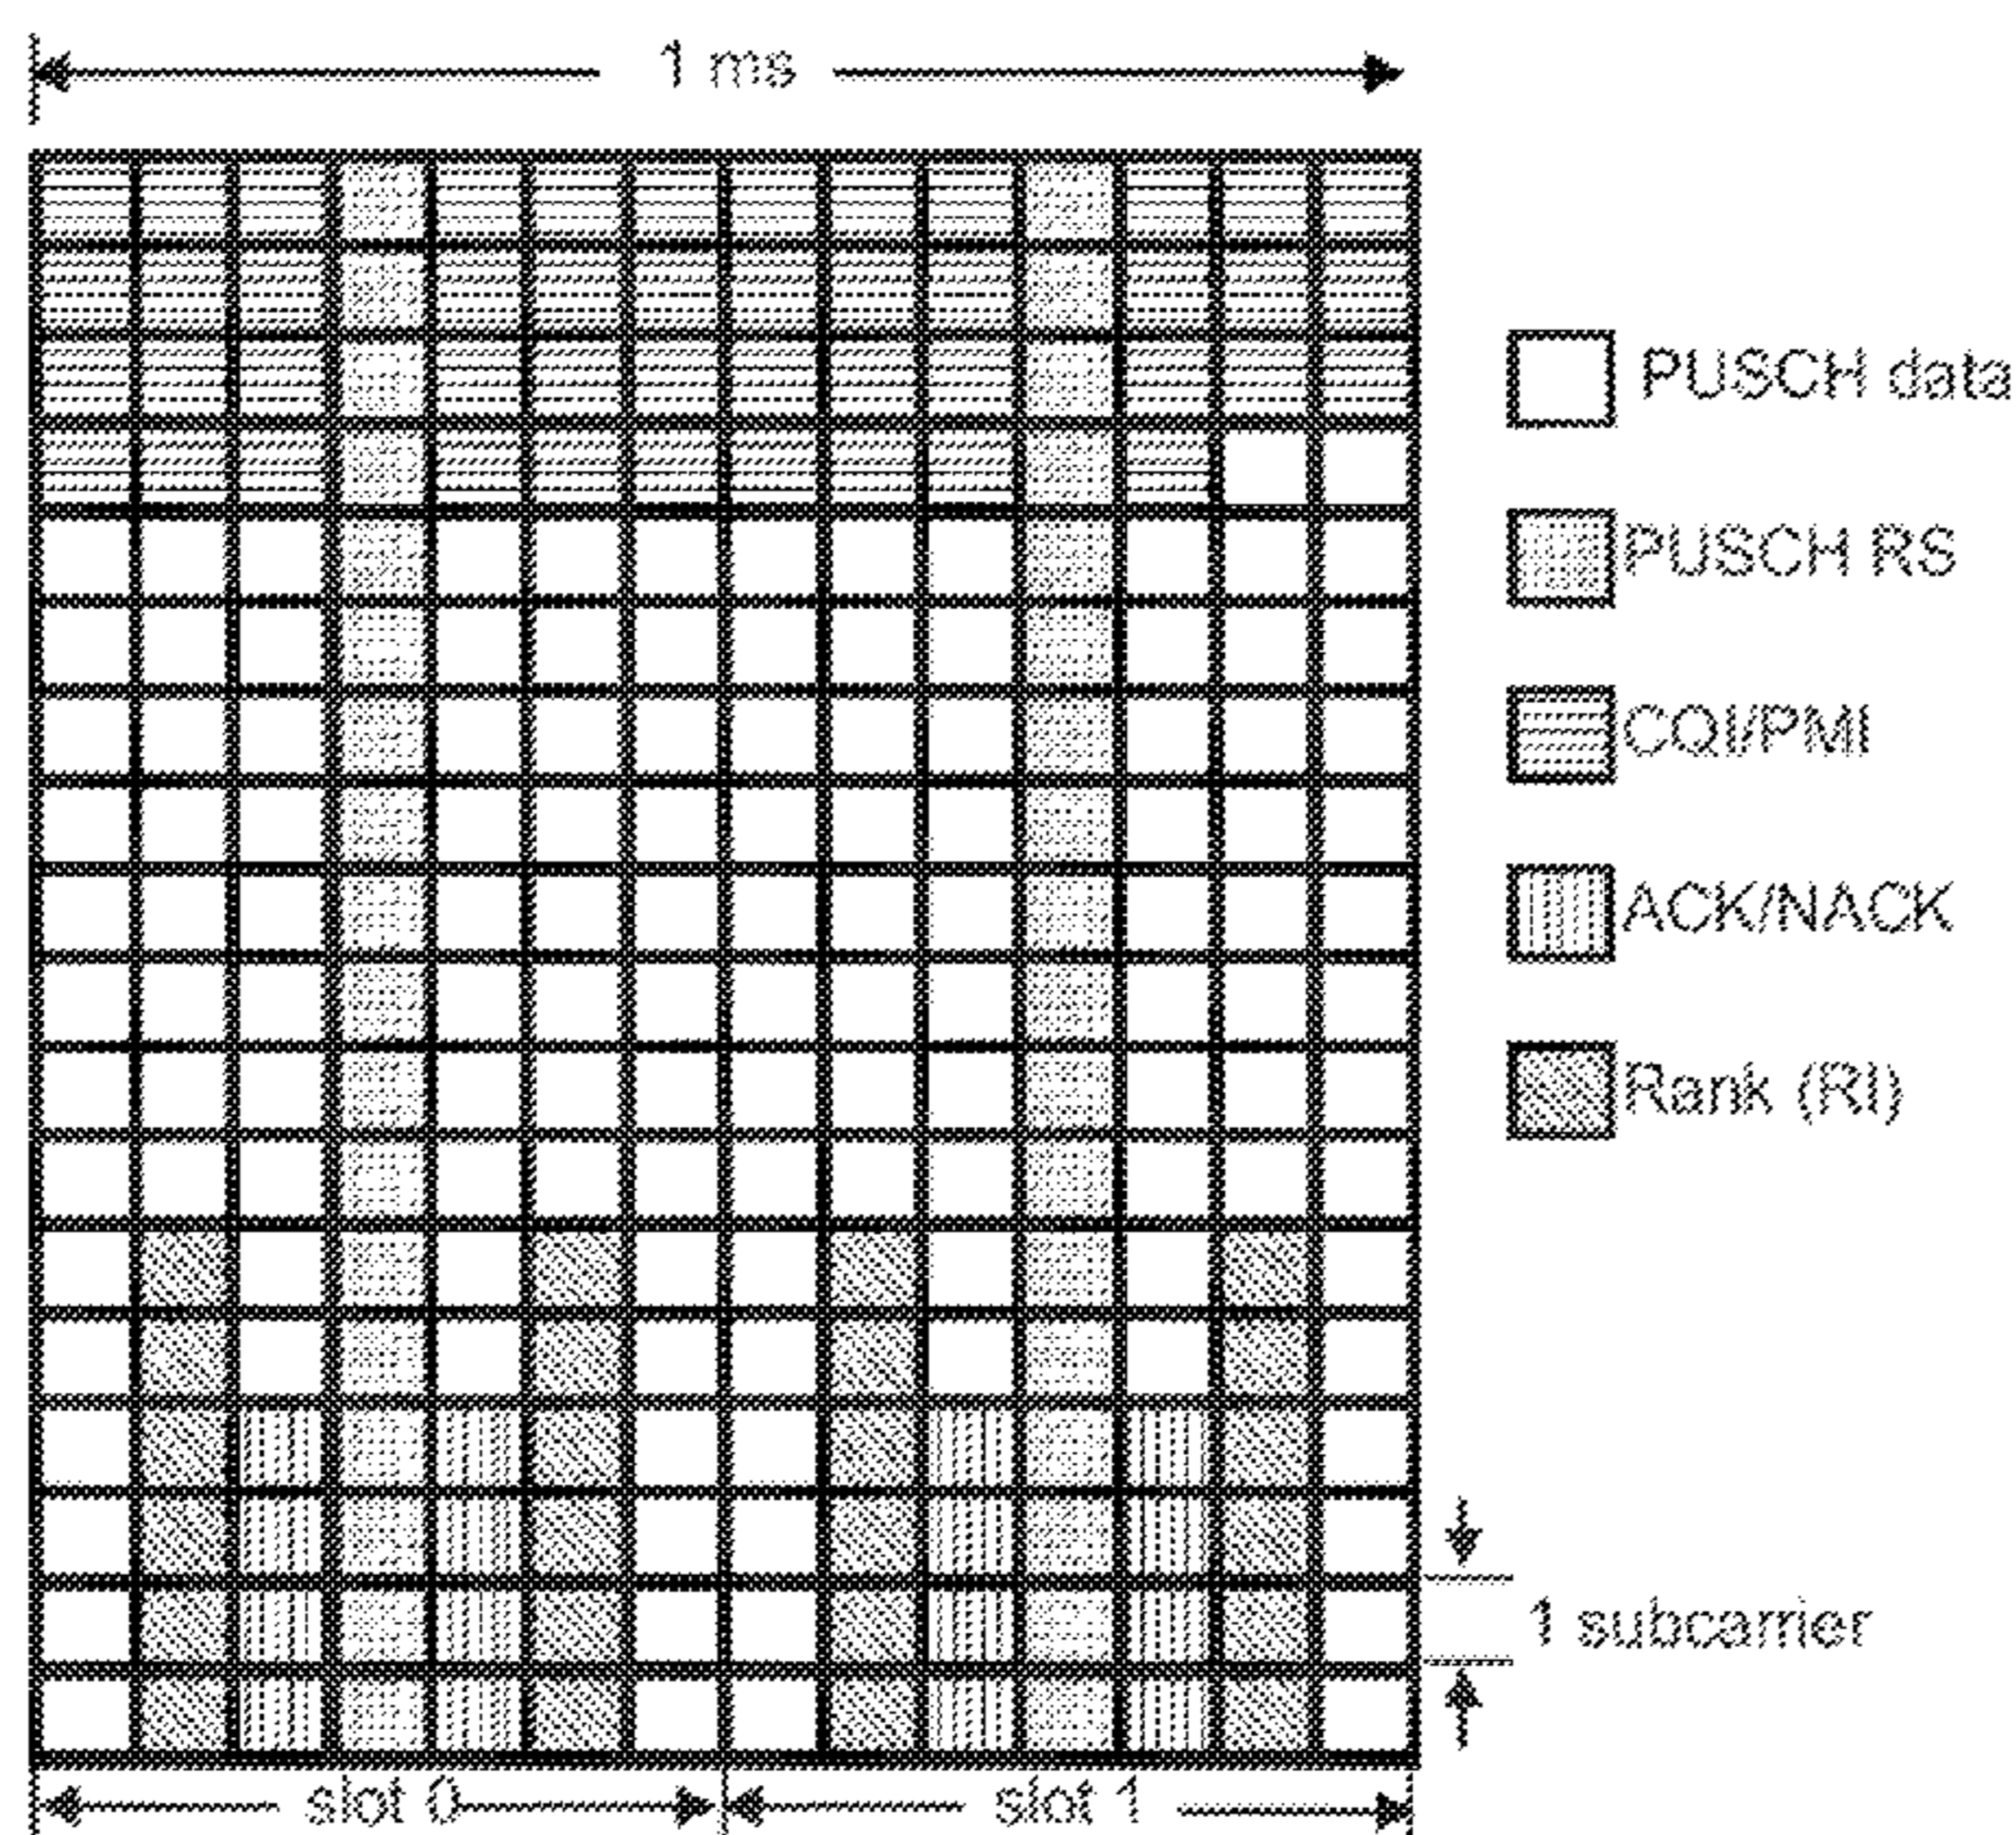 1 ms
PUSCH data
PUSCH RS
CQI/PMI
ACK/NACK
Rank (RI)
1 subcarrier
slot 0
slot 1